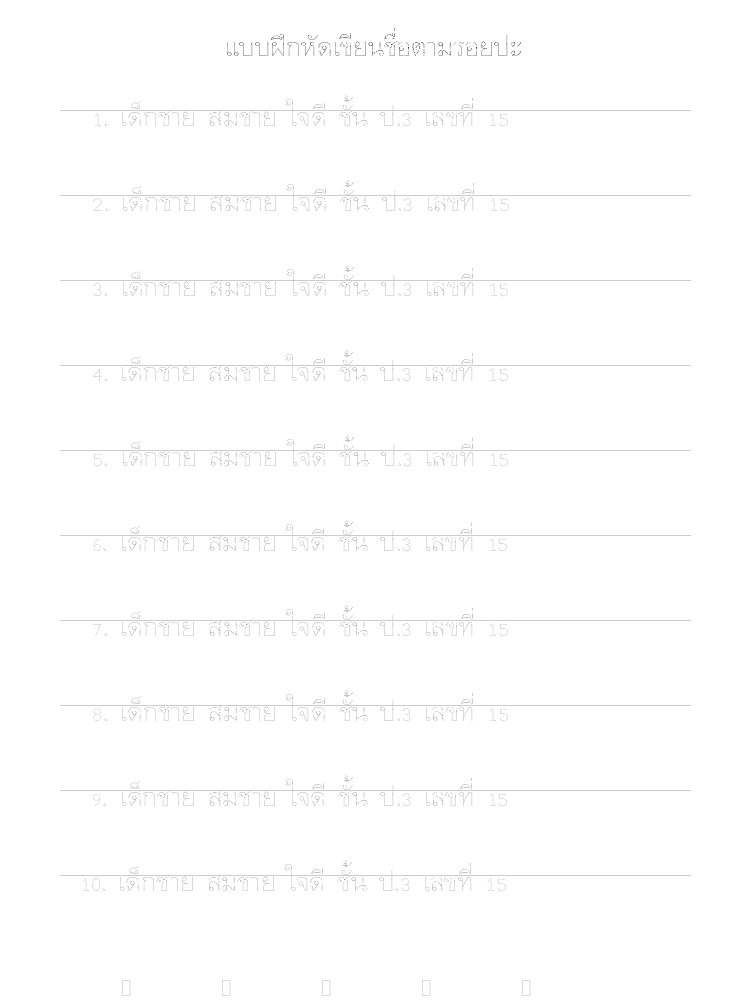 แบบฝึกหัดเขียนชื่อตามรอยปะ
1. เด็กชาย สมชาย ใจดี ชั้น ป.3 เลขที่ 15
2. เด็กชาย สมชาย ใจดี ชั้น ป.3 เลขที่ 15
3. เด็กชาย สมชาย ใจดี ชั้น ป.3 เลขที่ 15
4. เด็กชาย สมชาย ใจดี ชั้น ป.3 เลขที่ 15
5. เด็กชาย สมชาย ใจดี ชั้น ป.3 เลขที่ 15
6. เด็กชาย สมชาย ใจดี ชั้น ป.3 เลขที่ 15
7. เด็กชาย สมชาย ใจดี ชั้น ป.3 เลขที่ 15
8. เด็กชาย สมชาย ใจดี ชั้น ป.3 เลขที่ 15
9. เด็กชาย สมชาย ใจดี ชั้น ป.3 เลขที่ 15
10. เด็กชาย สมชาย ใจดี ชั้น ป.3 เลขที่ 15